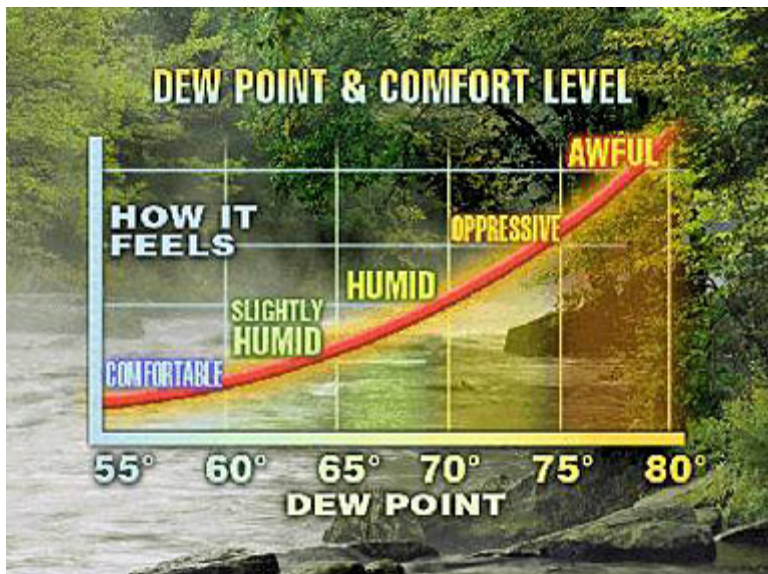 DEW POINT & COMFORT LEVEL
AWFUL
HOW IT
FEELS
OPPRESSIVE
HUMID
SLIGHTLY
HUMID
COMFORTABLE
55° 60° 65° 70° 75° 80°
DEW POINT